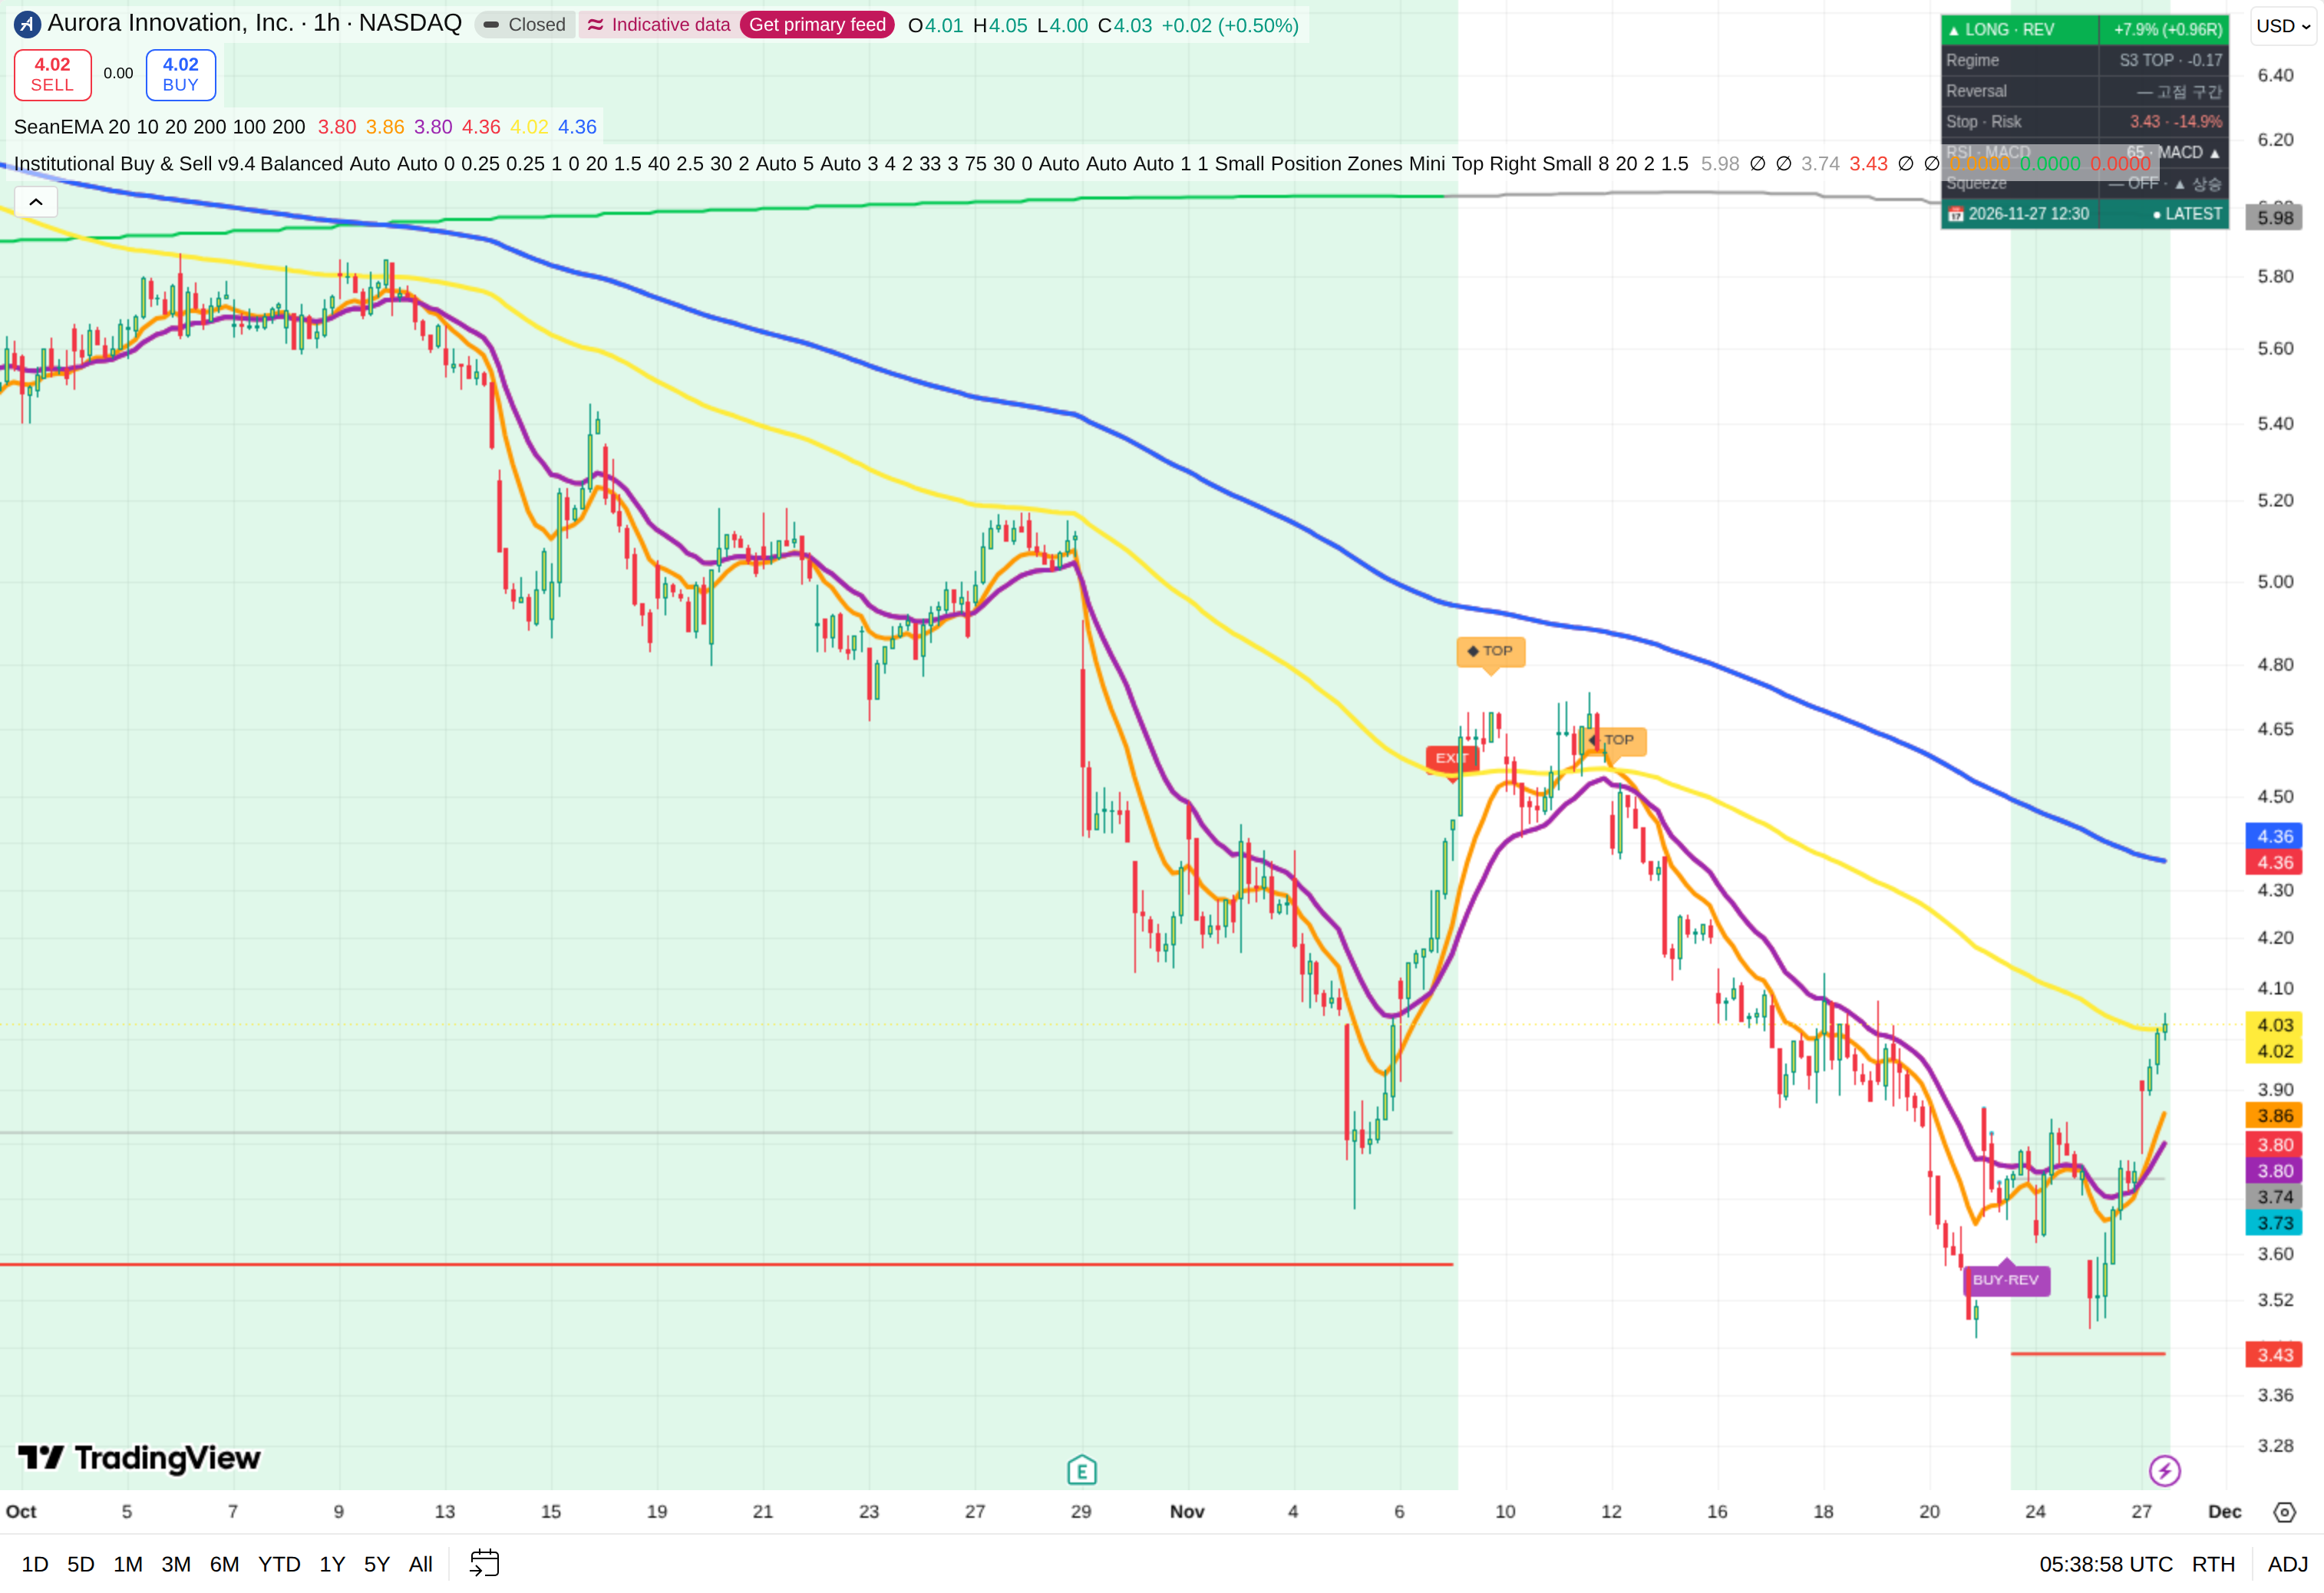 Aurora Innovation, Inc. · 1h · NASDAQ Closed Indicative data Get primary feed O4.01 H4.05 L4.00 C4.03 +0.02 (+0.50%)
4.02 SELL 0.00 4.02 BUY
SeanEMA 20 10 20 200 100 200 3.80 3.86 3.80 4.36 4.02 4.36
Institutional Buy & Sell v9.4 Balanced Auto Auto 0 0.25 0.25 1 0 20 1.5 40 2.5 30 2 Auto 5 Auto 3 4 2 33 3 75 30 0 Auto Auto Auto 1 1 Small Position Zones Mini Top Right Small 8 20 2 1.5 5.98 ∅ ∅ 3.74 3.43 ∅ ∅ 0.0000 0.0000 0.0000
▲ LONG · REV +7.9% (+0.96R)
Regime S3 TOP · -0.17
Reversal — 고점 구간
Stop · Risk 3.43 · -14.9%
RSI · MACD 65 · MACD ▲
Squeeze — OFF · ▲ 상승
2026-11-27 12:30 ● LATEST
USD
6.40
6.20
5.98
5.80
5.60
5.40
5.20
5.00
4.80
4.65
4.50
4.36
4.36
4.30
4.20
4.10
4.03
4.02
3.90
3.86
3.80
3.80
3.74
3.73
3.60
3.52
3.43
3.36
3.28
◆ TOP
EXIT
TOP
BUY·REV
TradingView
E
Oct 5 7 9 13 15 19 21 23 27 29 Nov 4 6 10 12 16 18 20 24 27 Dec
1D 5D 1M 3M 6M YTD 1Y 5Y All 05:38:58 UTC RTH ADJ